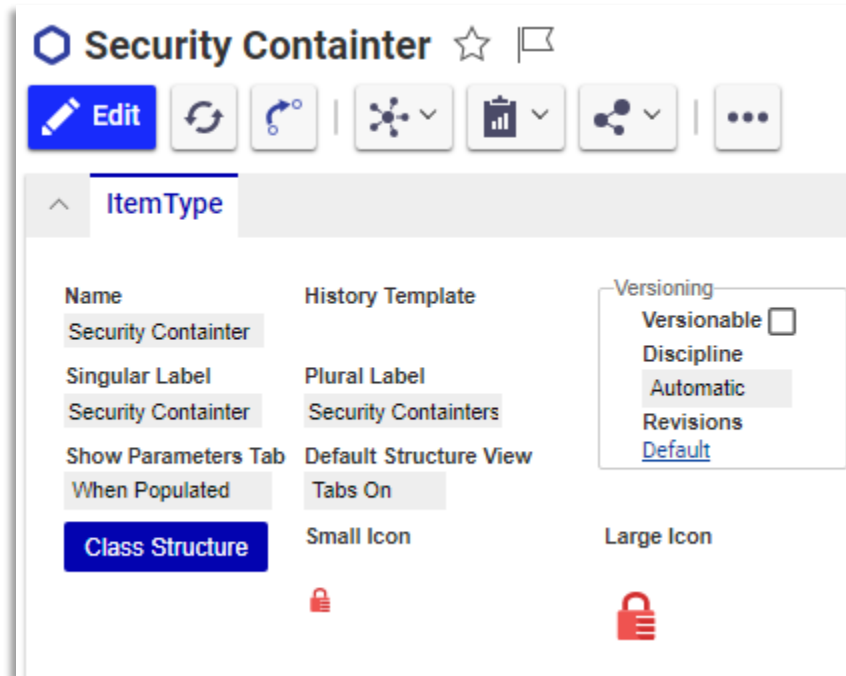 Security Containter
Edit
ItemType
Name
History Template
Security Containter
Singular Label
Plural Label
Security Containter
Security Containters
Show Parameters Tab
Default Structure View
When Populated
Tabs On
Class Structure
Small Icon
Large Icon
Versioning
Versionable
Discipline
Automatic
Revisions
Default